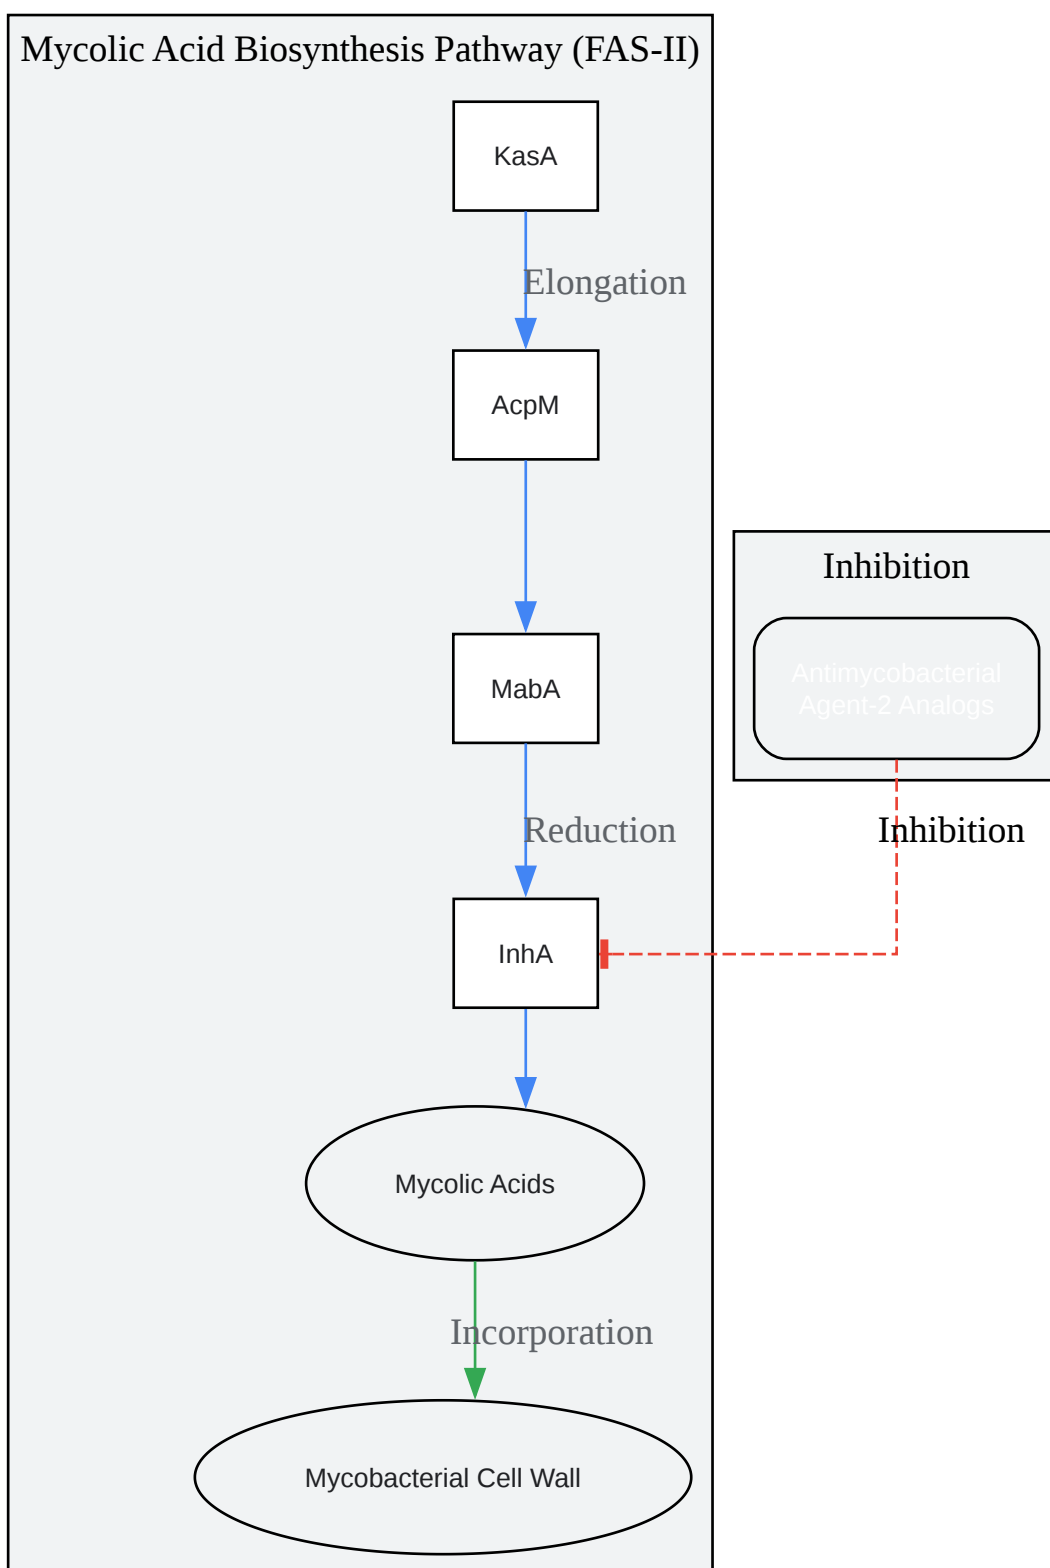 Mycolic Acid Biosynthesis Pathway (FAS-II)
KasA
Elongation
AcpM
Inhibition
Antimycobacterial
Agent-2 Analogs
MabA
Reduction
Inhibition
InhA
Mycolic Acids
Incorporation
Mycobacterial Cell Wall